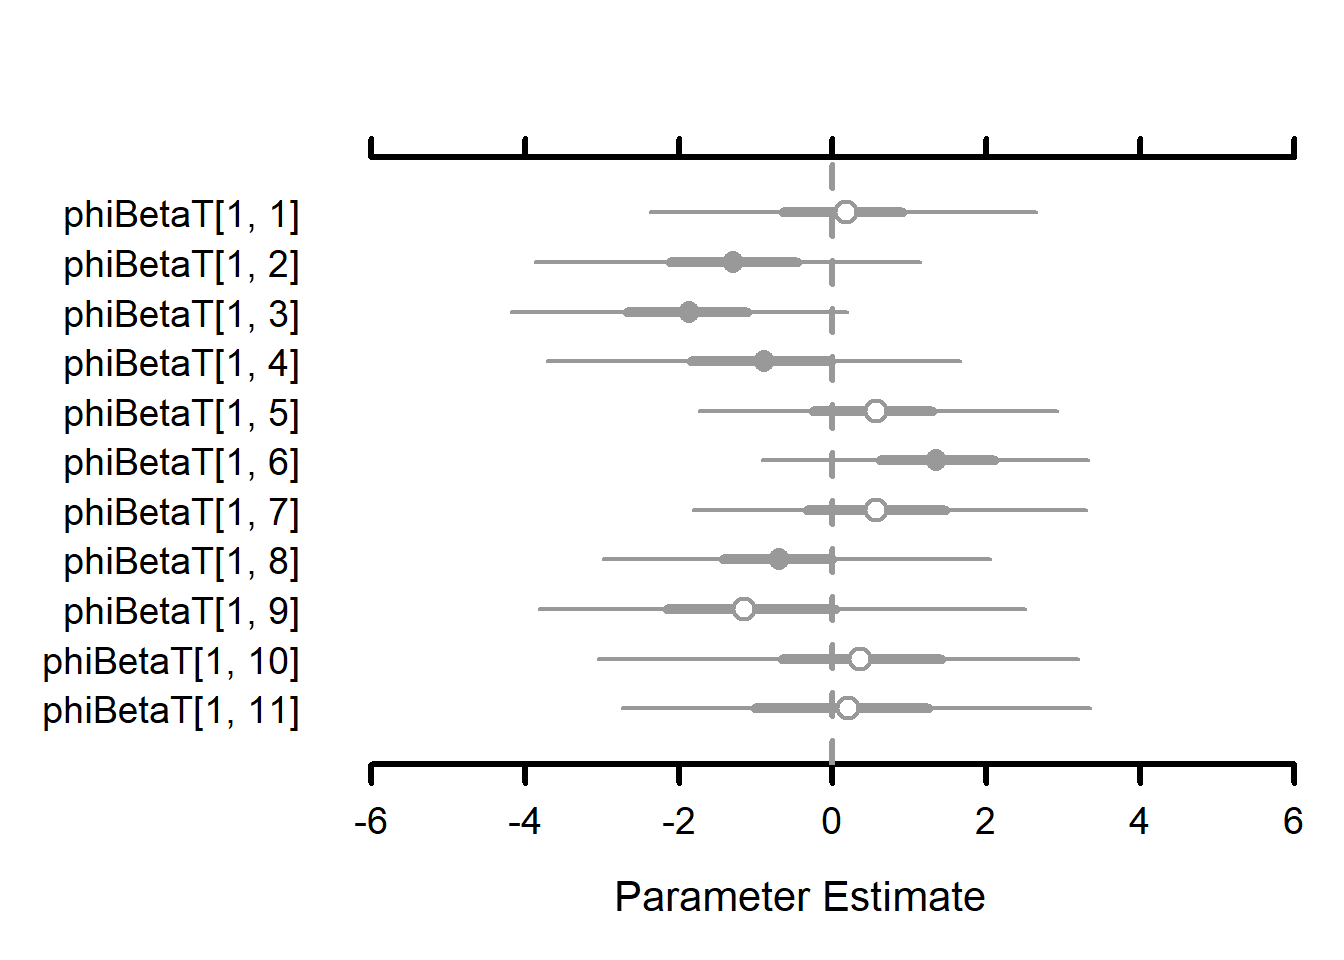 phiBetaT[1, 1]
phiBetaT[1, 2]
phiBetaT[1, 3]
phiBetaT[1, 4]
phiBetaT[1, 5]
phiBetaT[1, 6]
phiBetaT[1, 7]
phiBetaT[1, 8]
phiBetaT[1, 9]
phiBetaT[1, 10]
phiBetaT[1, 11]
-6 -4 -2 0 2 4 6
Parameter Estimate